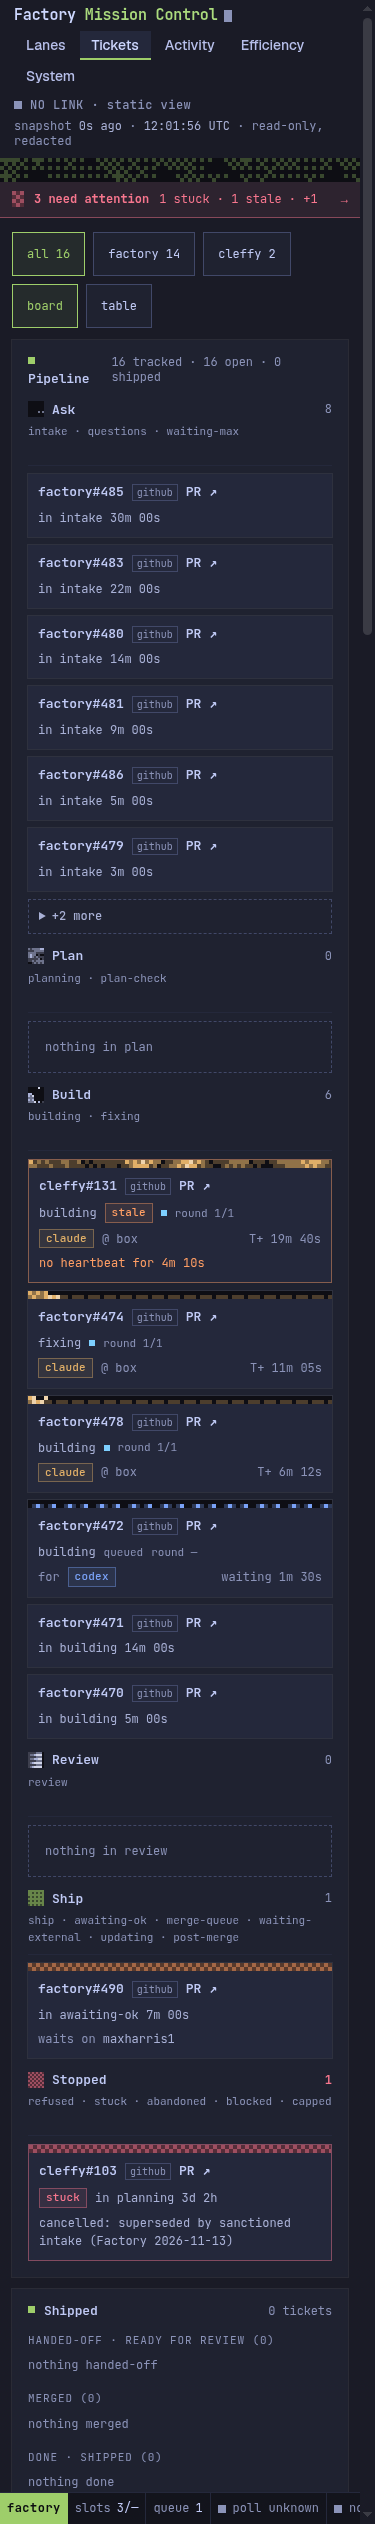 Factory Mission Control
Lanes Tickets Activity Efficiency
System
NO LINK · static view
snapshot 0s ago · 12:01:56 UTC · read-only,
redacted
3 need attention 1 stuck · 1 stale · +1 →
all 16 factory 14 cleffy 2
board table
Pipeline
16 tracked · 16 open · 0
shipped
Ask 8
intake · questions · waiting-max
factory#485 github PR ↗
in intake 30m 00s
factory#483 github PR ↗
in intake 22m 00s
factory#480 github PR ↗
in intake 14m 00s
factory#481 github PR ↗
in intake 9m 00s
factory#486 github PR ↗
in intake 5m 00s
factory#479 github PR ↗
in intake 3m 00s
▶ +2 more
Plan 0
planning · plan-check
nothing in plan
Build 6
building · fixing
cleffy#131 github PR ↗
building stale round 1/1
claude @ box T+ 19m 40s
no heartbeat for 4m 10s
factory#474 github PR ↗
fixing round 1/1
claude @ box T+ 11m 05s
factory#478 github PR ↗
building round 1/1
claude @ box T+ 6m 12s
factory#472 github PR ↗
building queued round —
for codex waiting 1m 30s
factory#471 github PR ↗
in building 14m 00s
factory#470 github PR ↗
in building 5m 00s
Review 0
review
nothing in review
Ship 1
ship · awaiting-ok · merge-queue · waiting-
external · updating · post-merge
factory#490 github PR ↗
in awaiting-ok 7m 00s
waits on maxharris1
Stopped 1
refused · stuck · abandoned · blocked · capped
cleffy#103 github PR ↗
stuck in planning 3d 2h
cancelled: superseded by sanctioned
intake (Factory 2026-11-13)
Shipped 0 tickets
HANDED-OFF · READY FOR REVIEW (0)
nothing handed-off
MERGED (0)
nothing merged
DONE · SHIPPED (0)
nothing done
factory slots 3/— queue 1 poll unknown